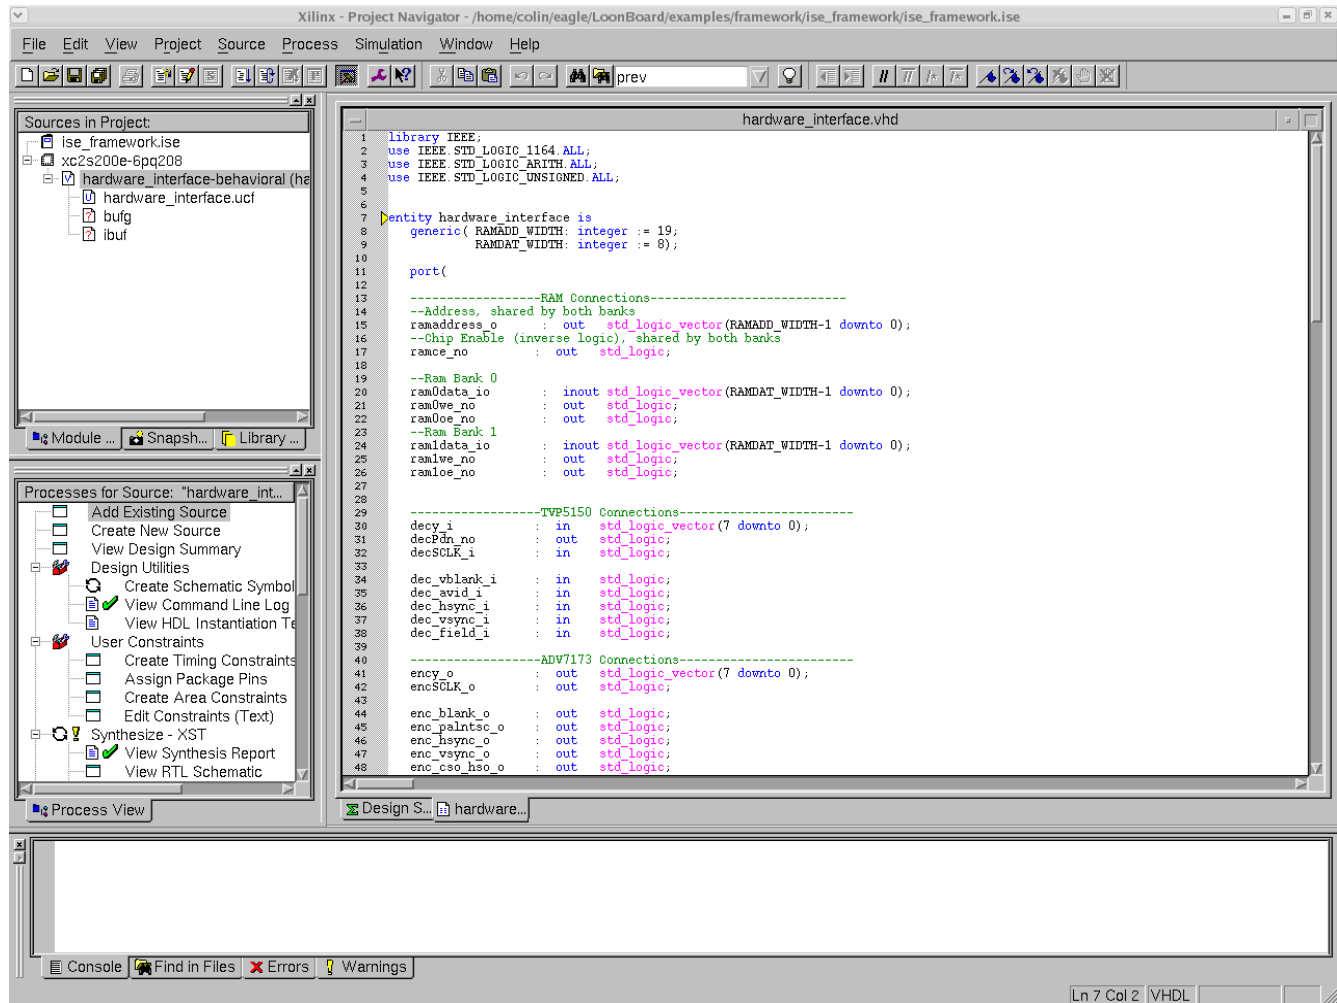 Xilinx - Project Navigator - /home/colin/eagle/LoonBoard/examples/framework/ise_framework/ise_framework.ise
File Edit View Project Source Process Simulation Window Help
prev
Sources in Project:
ise_framework.ise
xc2s200e-6pq208
hardware_interface-behavioral (ha
hardware_interface.ucf
bufg
ibuf
Module ... Snapsh... Library ...
Processes for Source: "hardware_int...
Add Existing Source
Create New Source
View Design Summary
Design Utilities
Create Schematic Symbol
View Command Line Log
View HDL Instantiation Te
User Constraints
Create Timing Constraints
Assign Package Pins
Create Area Constraints
Edit Constraints (Text)
Synthesize - XST
View Synthesis Report
View RTL Schematic
Process View
hardware_interface.vhd
1 library IEEE;
2 use IEEE.STD_LOGIC_1164.ALL;
3 use IEEE.STD_LOGIC_ARITH.ALL;
4 use IEEE.STD_LOGIC_UNSIGNED.ALL;
5
6
7 entity hardware_interface is
8 generic( RAMADD_WIDTH: integer := 19;
9 RAMDAT_WIDTH: integer := 8);
10
11 port(
12
13 ------------------RAM Connections---------------------------
14 --Address, shared by both banks
15 ramaddress_o : out std_logic_vector(RAMADD_WIDTH-1 downto 0);
16 --Chip Enable (inverse logic), shared by both banks
17 ramce_no : out std_logic;
18
19 --Ram Bank 0
20 ram0data_io : inout std_logic_vector(RAMDAT_WIDTH-1 downto 0);
21 ram0we_no : out std_logic;
22 ram0oe_no : out std_logic;
23 --Ram Bank 1
24 ram1data_io : inout std_logic_vector(RAMDAT_WIDTH-1 downto 0);
25 ram1we_no : out std_logic;
26 ram1oe_no : out std_logic;
27
28
29 ------------------TVP5150 Connections------------------------
30 decy_i : in std_logic_vector(7 downto 0);
31 decPdn_no : out std_logic;
32 decSCLK_i : in std_logic;
33
34 dec_vblank_i : in std_logic;
35 dec_avid_i : in std_logic;
36 dec_hsync_i : in std_logic;
37 dec_vsync_i : in std_logic;
38 dec_field_i : in std_logic;
39
40 ------------------ADV7173 Connections------------------------
41 ency_o : out std_logic_vector(7 downto 0);
42 encSCLK_o : out std_logic;
43
44 enc_blank_o : out std_logic;
45 enc_palntsc_o : out std_logic;
46 enc_hsync_o : out std_logic;
47 enc_vsync_o : out std_logic;
48 enc_cso_hso_o : out std_logic;
Design S... hardware...
Console Find in Files Errors Warnings
Ln 7 Col 2 VHDL